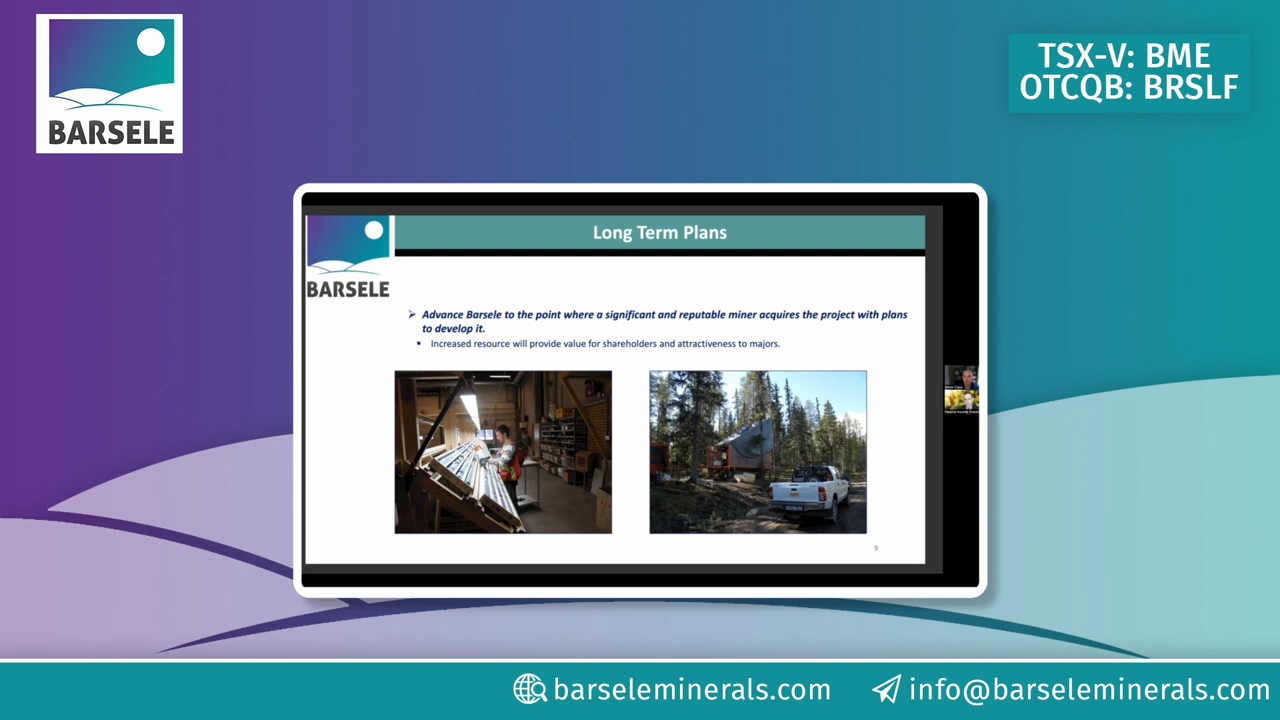 BARSELE
TSX-V: BME
OTCQB: BRSLF
BARSELE
Long Term Plans
Advance Barsele to the point where a significant and reputable miner acquires the project with plans
to develop it.
Increased resource will provide value for shareholders and attractiveness to majors.
9
barseleminerals.com
info@barseleminerals.com